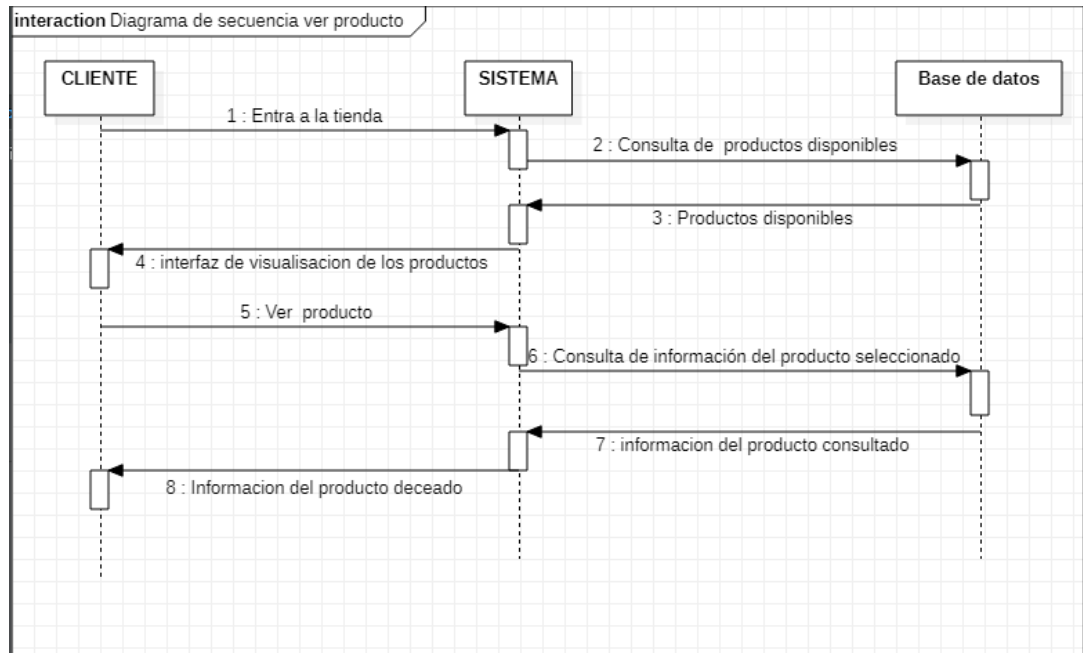 interaction Diagrama de secuencia ver producto
CLIENTE
SISTEMA
Base de datos
1 : Entra a la tienda
2 : Consulta de productos disponibles
3 : Productos disponibles
4 : interfaz de visualisacion de los productos
5 : Ver producto
6 : Consulta de información del producto seleccionado
7 : informacion del producto consultado
8 : Informacion del producto deceado